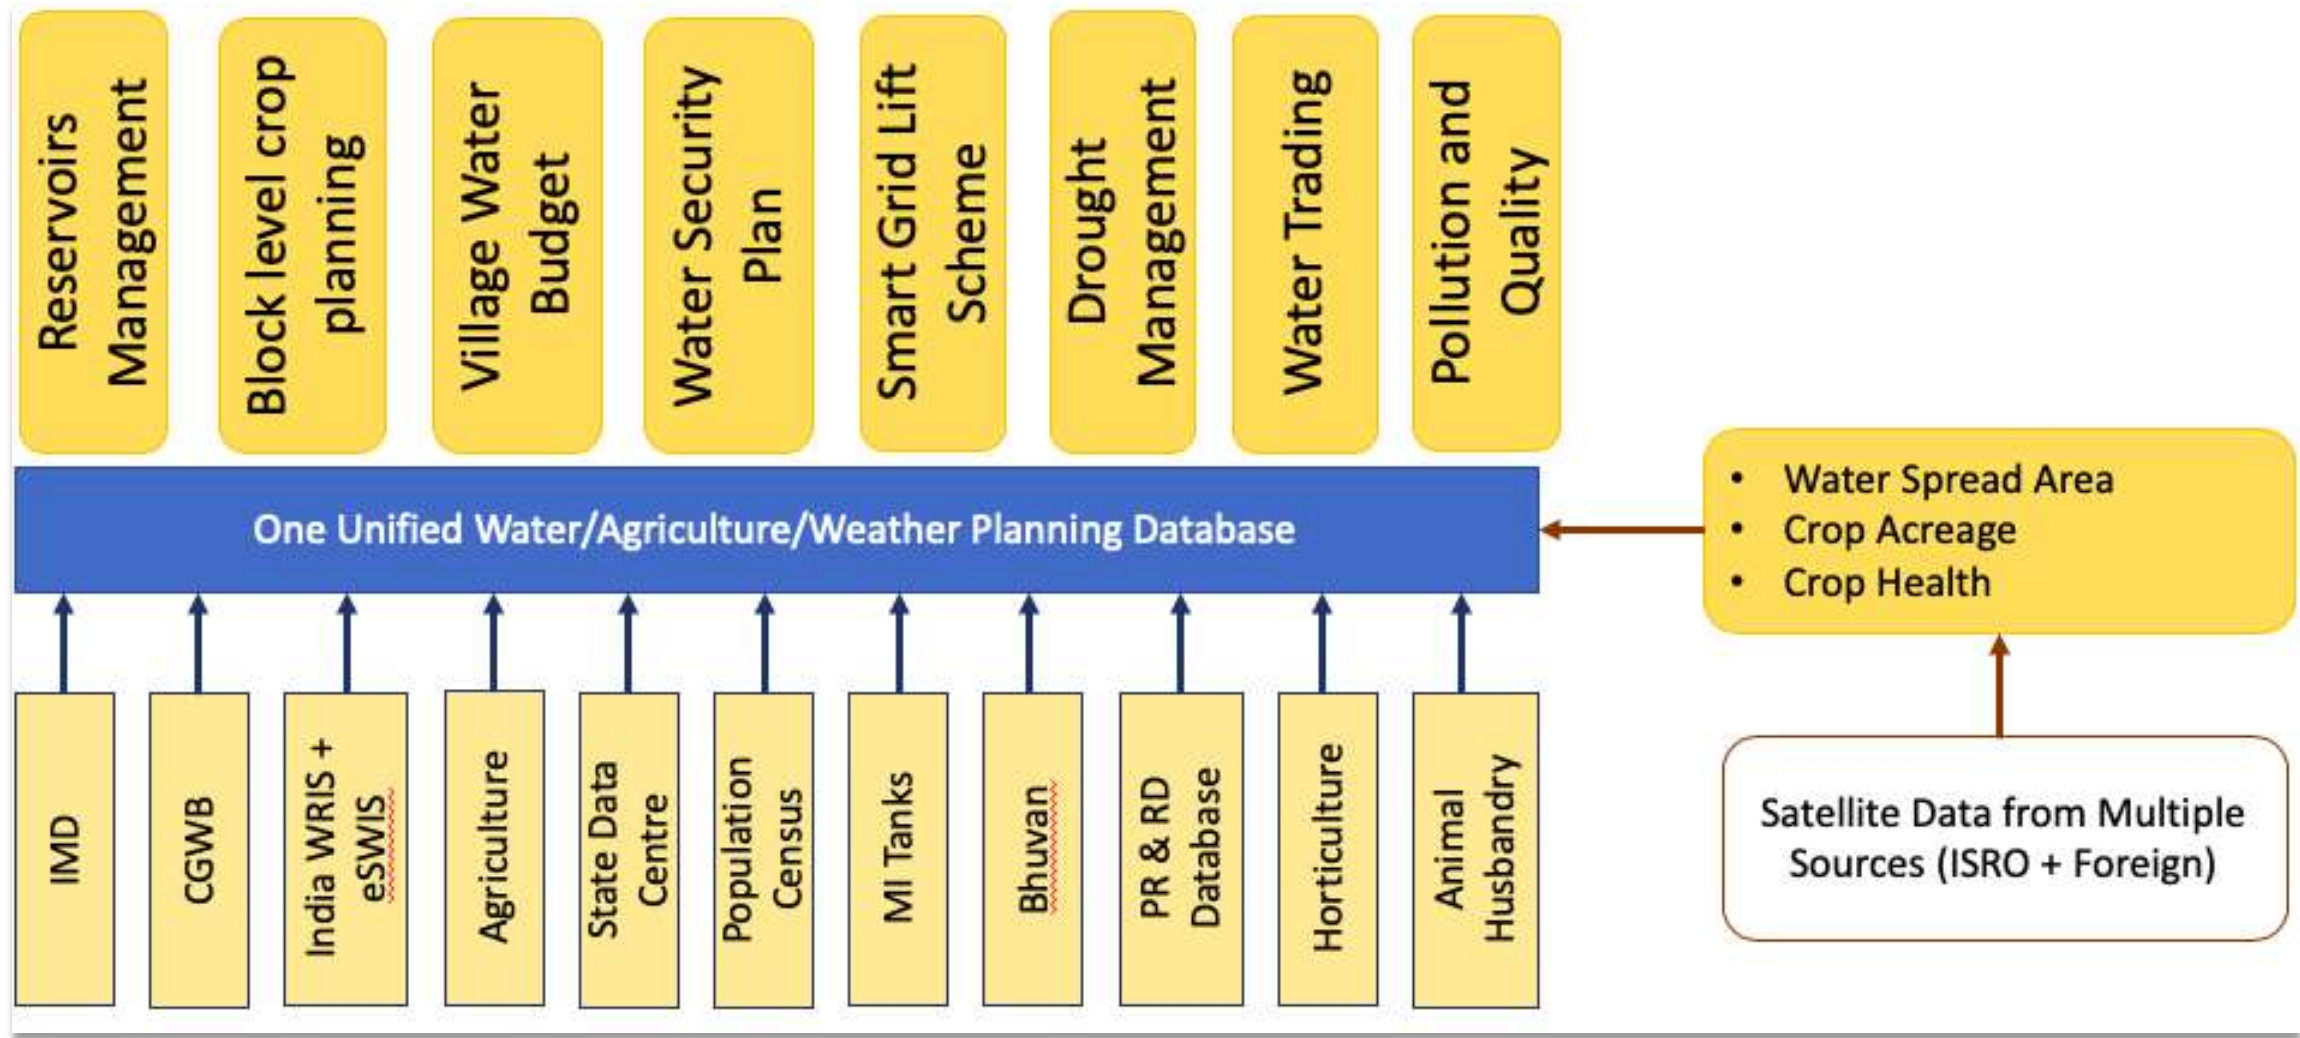 Reservoirs
Management
Block level crop
planning
Village Water
Budget
Water Security
Plan
Smart Grid Lift
Scheme
Drought
Management
Water Trading
Pollution and
Quality
One Unified Water/Agriculture/Weather Planning Database
• Water Spread Area
• Crop Acreage
• Crop Health
IMD
CGWB
India WRIS +
eSWIS
Agriculture
State Data
Centre
Population
Census
MI Tanks
Bhuvan
PR & RD
Database
Horticulture
Animal
Husbandry
Satellite Data from Multiple
Sources (ISRO + Foreign)